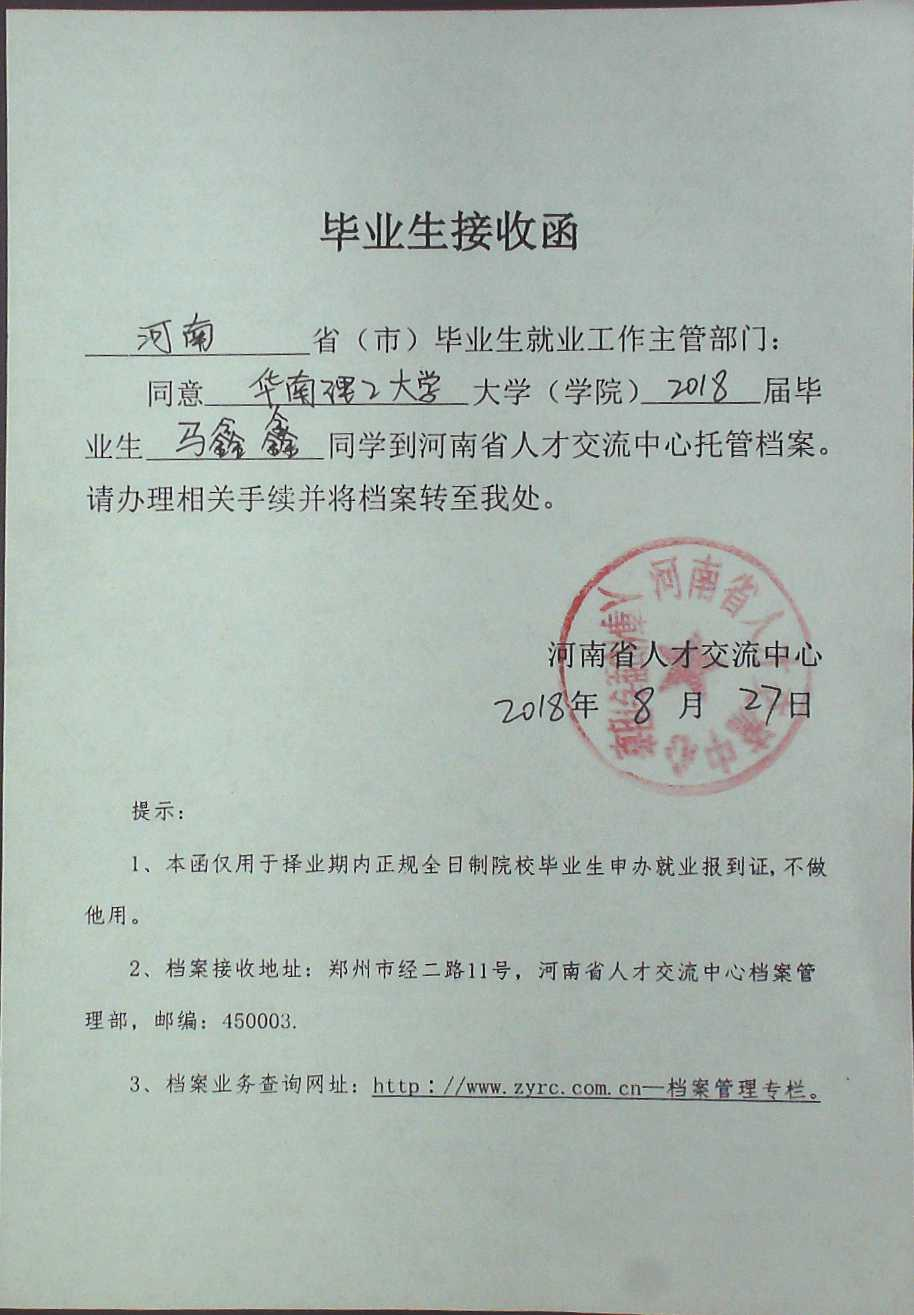 毕业生接收函
河南 省（市）毕业生就业工作主管部门：
同意 华南理工大学 大学（学院） 2018 届毕
业生 马鑫鑫 同学到河南省人才交流中心托管档案。
请办理相关手续并将档案转至我处。
河南省人
中心
河南省人才交流中心
2018年 8 月 27日
提示：
1、本函仅用于择业期内正规全日制院校毕业生申办就业报到证,不做
他用。
2、档案接收地址：郑州市经二路11号，河南省人才交流中心档案管
理部，邮编：450003.
3、档案业务查询网址：http：//www.zyrc.com.cn—档案管理专栏。